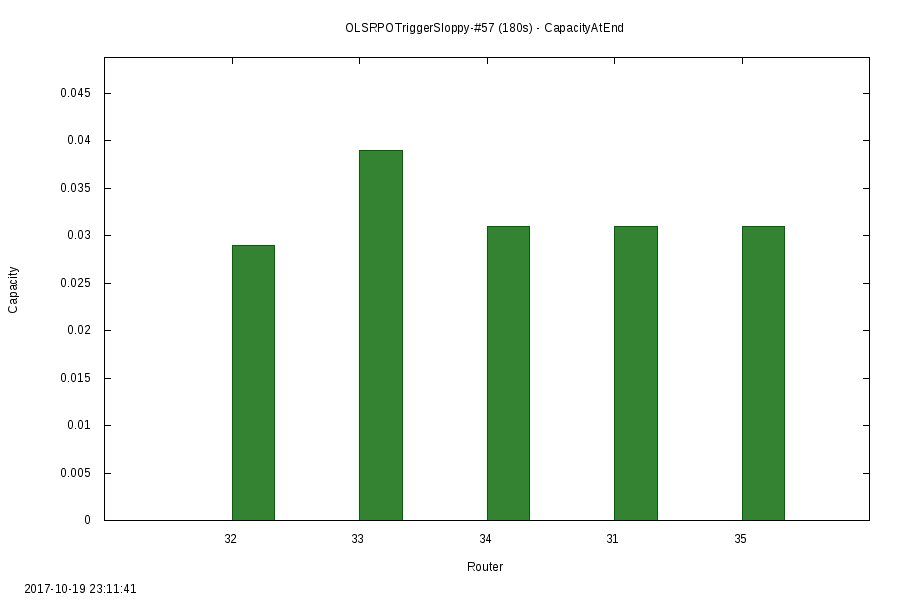 OLSRPOTriggerSloppy-#57 (180s) - CapacityAtEnd
0.045
0.04
0.035
0.03
0.025
0.02
0.015
0.01
0.005
0
Capacity
32 33 34 31 35
Router
2017-10-19 23:11:41